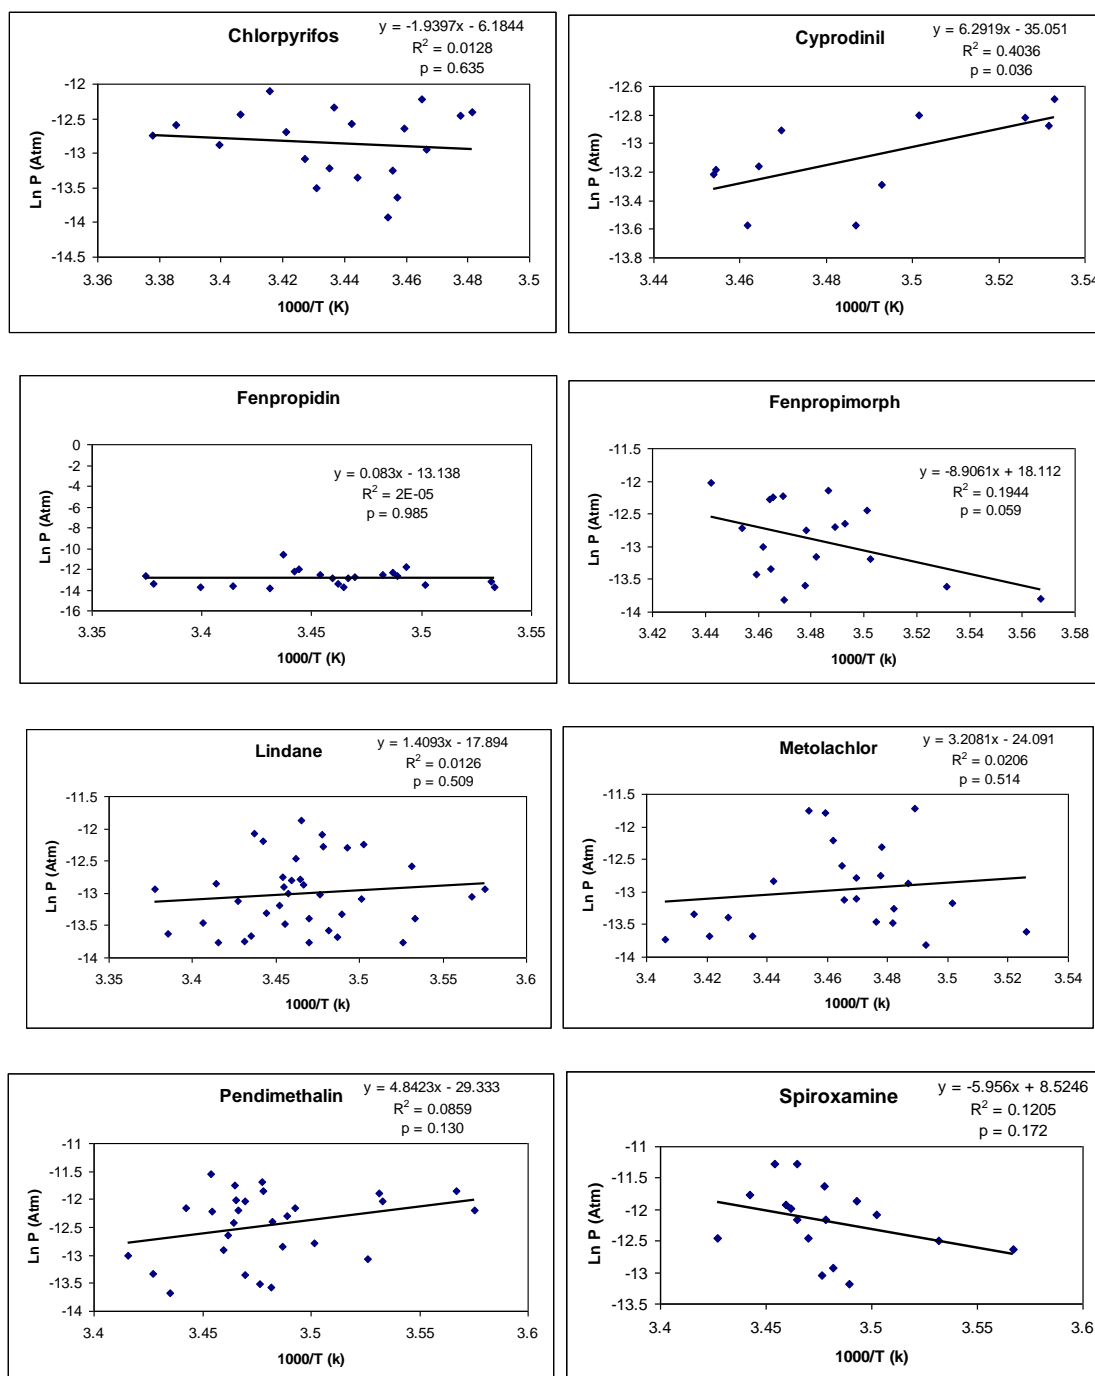 Chlorpyrifos
y = -1.9397x - 6.1844
R² = 0.0128
p = 0.635
-12
-12.5
-13
-13.5
-14
-14.5
Ln P (Atm)
3.36 3.38 3.4 3.42 3.44 3.46 3.48 3.5
1000/T (K)
Cyprodinil
y = 6.2919x - 35.051
R² = 0.4036
p = 0.036
-12.6
-12.8
-13
-13.2
-13.4
-13.6
-13.8
Ln P (Atm)
3.44 3.46 3.48 3.5 3.52 3.54
1000/T (K)
Fenpropidin
y = 0.083x - 13.138
R² = 2E-05
p = 0.985
0
-2
-4
-6
-8
-10
-12
-14
-16
Ln P (Atm)
3.35 3.4 3.45 3.5 3.55
1000/T (K)
Fenpropimorph
y = -8.9061x + 18.112
R² = 0.1944
p = 0.059
-11.5
-12
-12.5
-13
-13.5
-14
Ln P (Atm)
3.42 3.44 3.46 3.48 3.5 3.52 3.54 3.56 3.58
1000/T (k)
Lindane
y = 1.4093x - 17.894
R² = 0.0126
p = 0.509
-11.5
-12
-12.5
-13
-13.5
-14
Ln P (Atm)
3.35 3.4 3.45 3.5 3.55 3.6
1000/T (k)
Metolachlor
y = 3.2081x - 24.091
R² = 0.0206
p = 0.514
-11.5
-12
-12.5
-13
-13.5
-14
Ln P (Atm)
3.4 3.42 3.44 3.46 3.48 3.5 3.52 3.54
1000/T (k)
Pendimethalin
y = 4.8423x - 29.333
R² = 0.0859
p = 0.130
-11
-11.5
-12
-12.5
-13
-13.5
-14
Ln P (Atm)
3.4 3.45 3.5 3.55 3.6
1000/T (k)
Spiroxamine
y = -5.956x + 8.5246
R² = 0.1205
p = 0.172
-11
-11.5
-12
-12.5
-13
-13.5
Ln P (Atm)
3.4 3.45 3.5 3.55 3.6
1000/T (k)